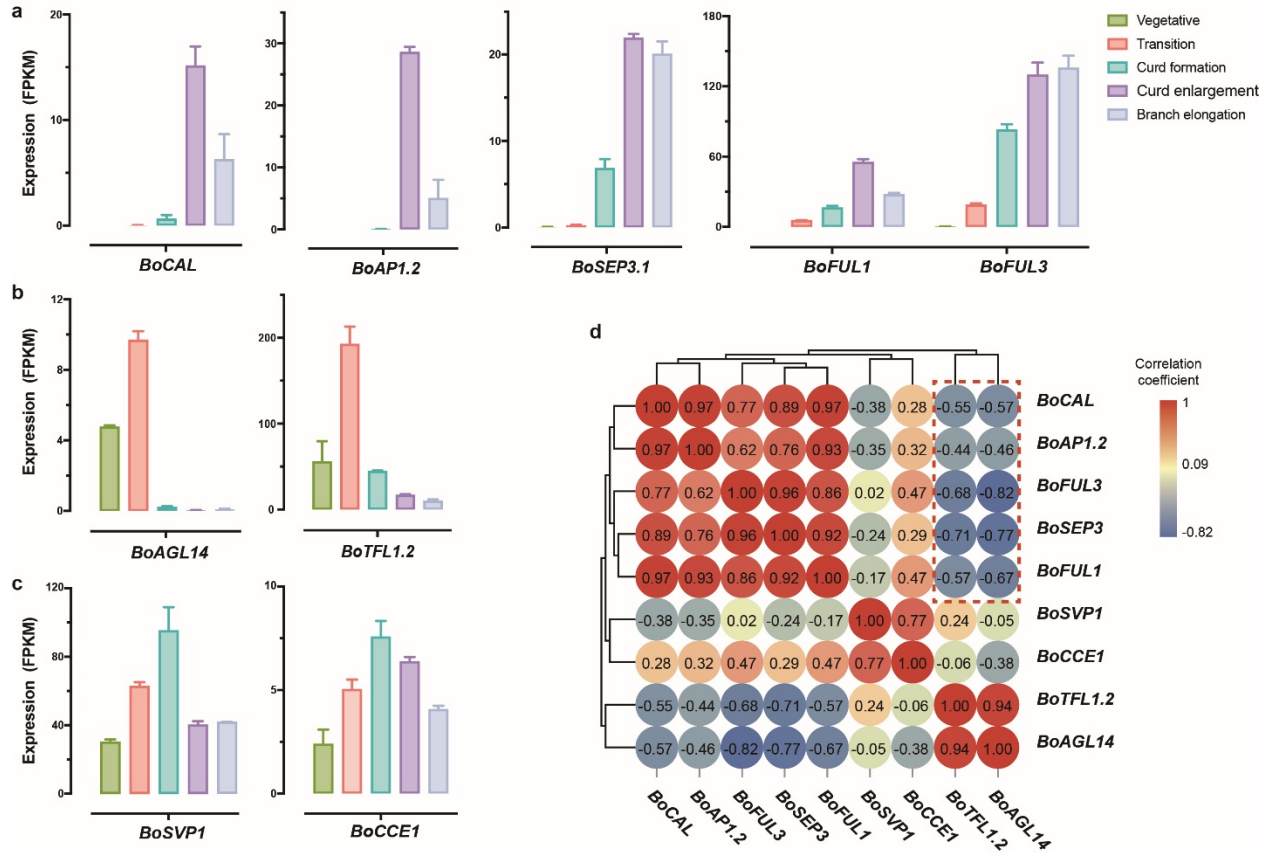 a
Expression (FPKM)
20
10
0
BoCAL
30
20
10
0
BoAP1.2
20
10
0
BoSEP3.1
180
120
60
0
BoFUL1
BoFUL3
Vegetative
Transition
Curd formation
Curd enlargement
Branch elongation
b
Expression (FPKM)
12
8
4
0
BoAGL14
200
100
0
BoTFL1.2
c
Expression (FPKM)
120
80
40
0
BoSVP1
10
5
0
BoCCE1
d
1.00 0.97 0.77 0.89 0.97 -0.38 0.28 -0.55 -0.57 BoCAL
0.97 1.00 0.62 0.76 0.93 -0.35 0.32 -0.44 -0.46 BoAP1.2
0.77 0.62 1.00 0.96 0.86 0.02 0.47 -0.68 -0.82 BoFUL3
0.89 0.76 0.96 1.00 0.92 -0.24 0.29 -0.71 -0.77 BoSEP3
0.97 0.93 0.86 0.92 1.00 -0.17 0.47 -0.57 -0.67 BoFUL1
-0.38 -0.35 0.02 -0.24 -0.17 1.00 0.77 0.24 -0.05 BoSVP1
0.28 0.32 0.47 0.29 0.47 0.77 1.00 -0.06 -0.38 BoCCE1
-0.55 -0.44 -0.68 -0.71 -0.57 0.24 -0.06 1.00 0.94 BoTFL1.2
-0.57 -0.46 -0.82 -0.77 -0.67 -0.05 -0.38 0.94 1.00 BoAGL14
BoCAL
BoAP1.2
BoFUL3
BoSEP3
BoFUL1
BoSVP1
BoCCE1
BoTFL1.2
BoAGL14
Correlation
coefficient
1
0.09
-0.82